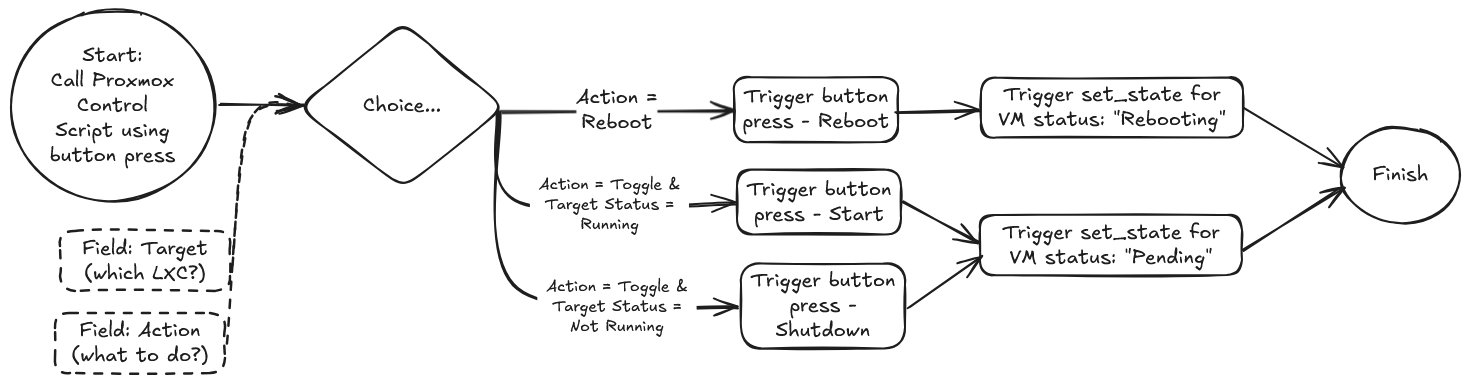 Start:
Call Proxmox
Control
Script using
button press
Field: Target
(which LXC?)
Field: Action
(what to do?)
Choice...
Action =
Reboot
Trigger button
press - Reboot
Trigger set_state for
VM status: "Rebooting"
Action = Toggle &
Target Status =
Running
Trigger button
press - Start
Action = Toggle &
Target Status =
Not Running
Trigger button
press -
Shutdown
Trigger set_state for
VM status: "Pending"
Finish